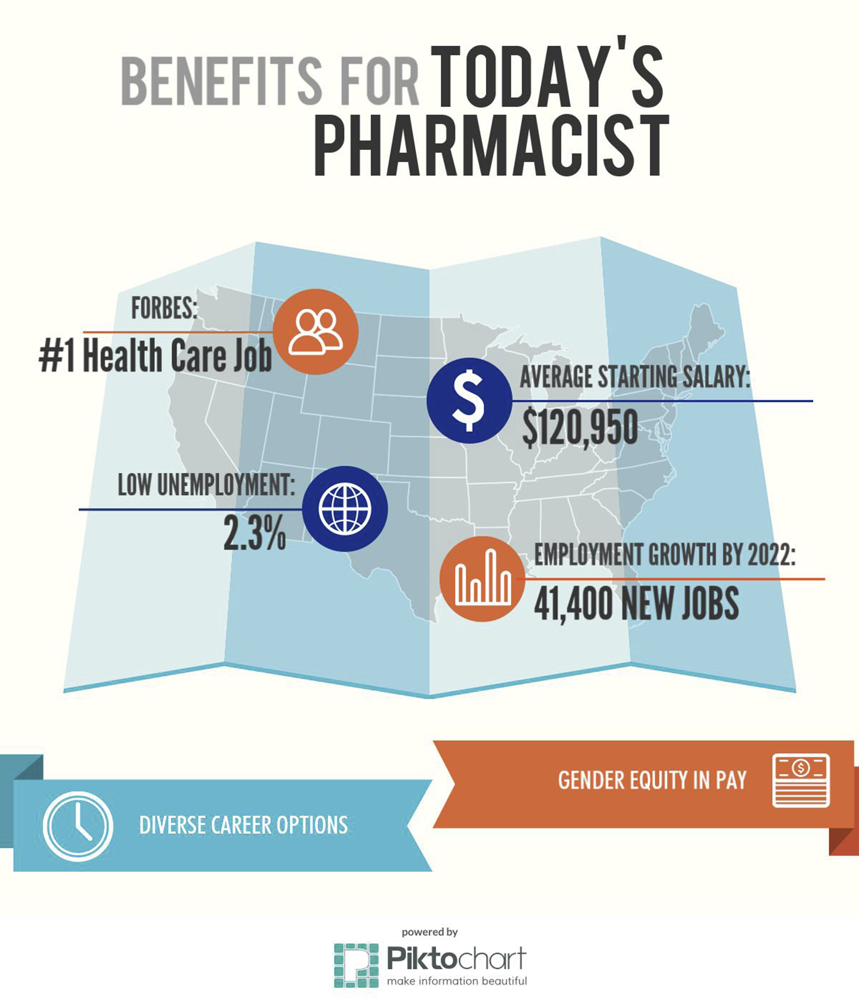 BENEFITS FOR TODAY'S
PHARMACIST
FORBES:
#1 Health Care Job
$
AVERAGE STARTING SALARY:
$120,950
LOW UNEMPLOYMENT:
2.3%
EMPLOYMENT GROWTH BY 2022:
41,400 NEW JOBS
GENDER EQUITY IN PAY
$
DIVERSE CAREER OPTIONS
powered by
P
Piktochart
make information beautiful